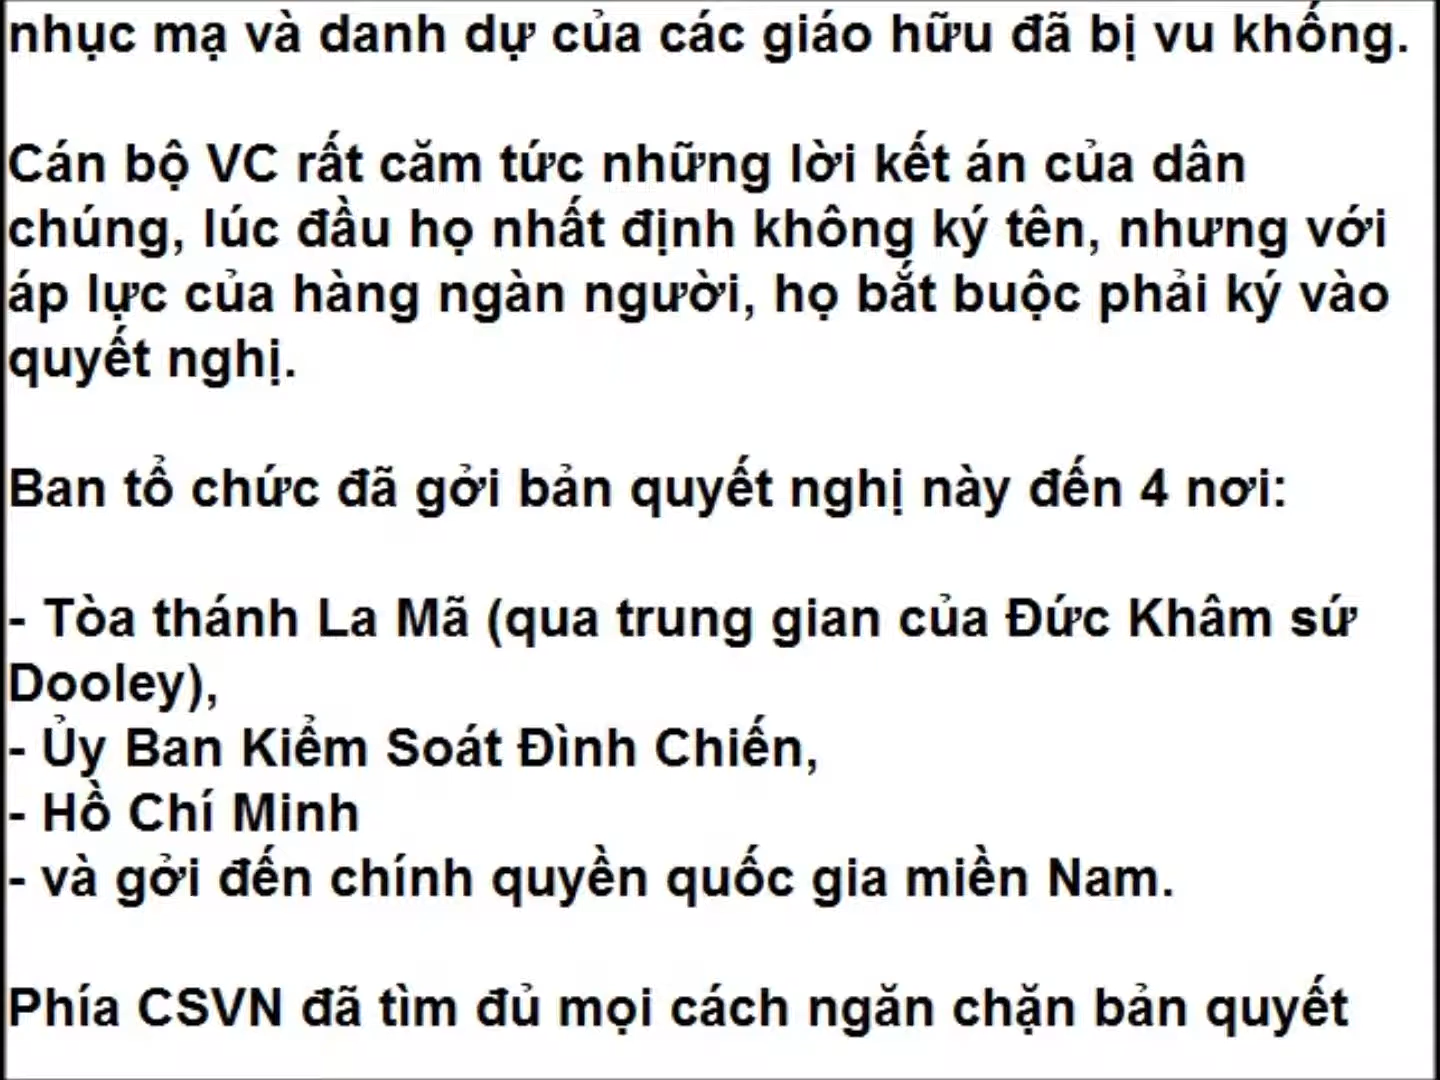 nhục mạ và danh dự của các giáo hữu đã bị vu khống.
Cán bộ VC rất căm tức những lời kết án của dân
chúng, lúc đầu họ nhất định không ký tên, nhưng với
áp lực của hàng ngàn người, họ bắt buộc phải ký vào
quyết nghị.
Ban tổ chức đã gởi bản quyết nghị này đến 4 nơi:
- Tòa thánh La Mã (qua trung gian của Đức Khâm sứ
Dooley),
- Ủy Ban Kiểm Soát Đình Chiến,
- Hồ Chí Minh
- và gởi đến chính quyền quốc gia miền Nam.
Phía CSVN đã tìm đủ mọi cách ngăn chặn bản quyết